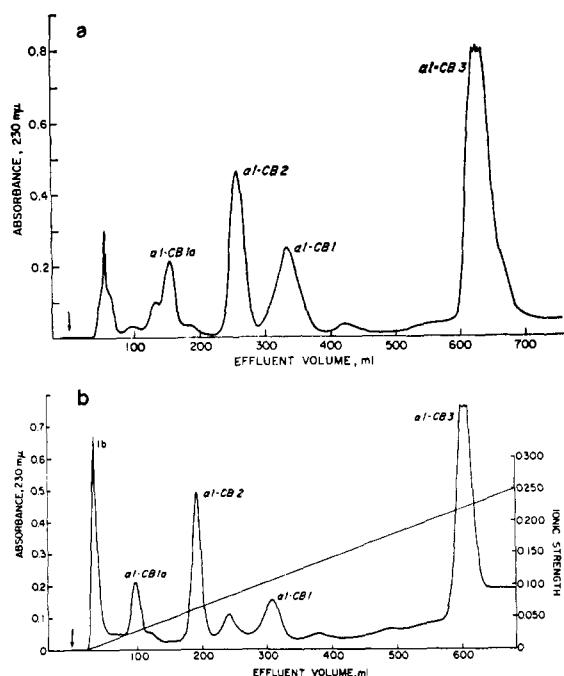 a
0.8
0.6
0.4
0.2
ABSORBANCE, 230 mμ
α1-CB1a
α1-CB2
α1-CB1
α1-CB3
100 200 300 400 500 600 700
EFFLUENT VOLUME, ml
b
0.8
0.7
0.6
0.5
0.4
0.3
0.2
0.1
0
ABSORBANCE, 230 mμ
1b
α1-CB1a
α1-CB2
α1-CB1
α1-CB3
0.300
0.250
0.200
0.150
0.100
0.050
0
IONIC STRENGTH
100 200 300 400 500 600
EFFLUENT VOLUME, ml